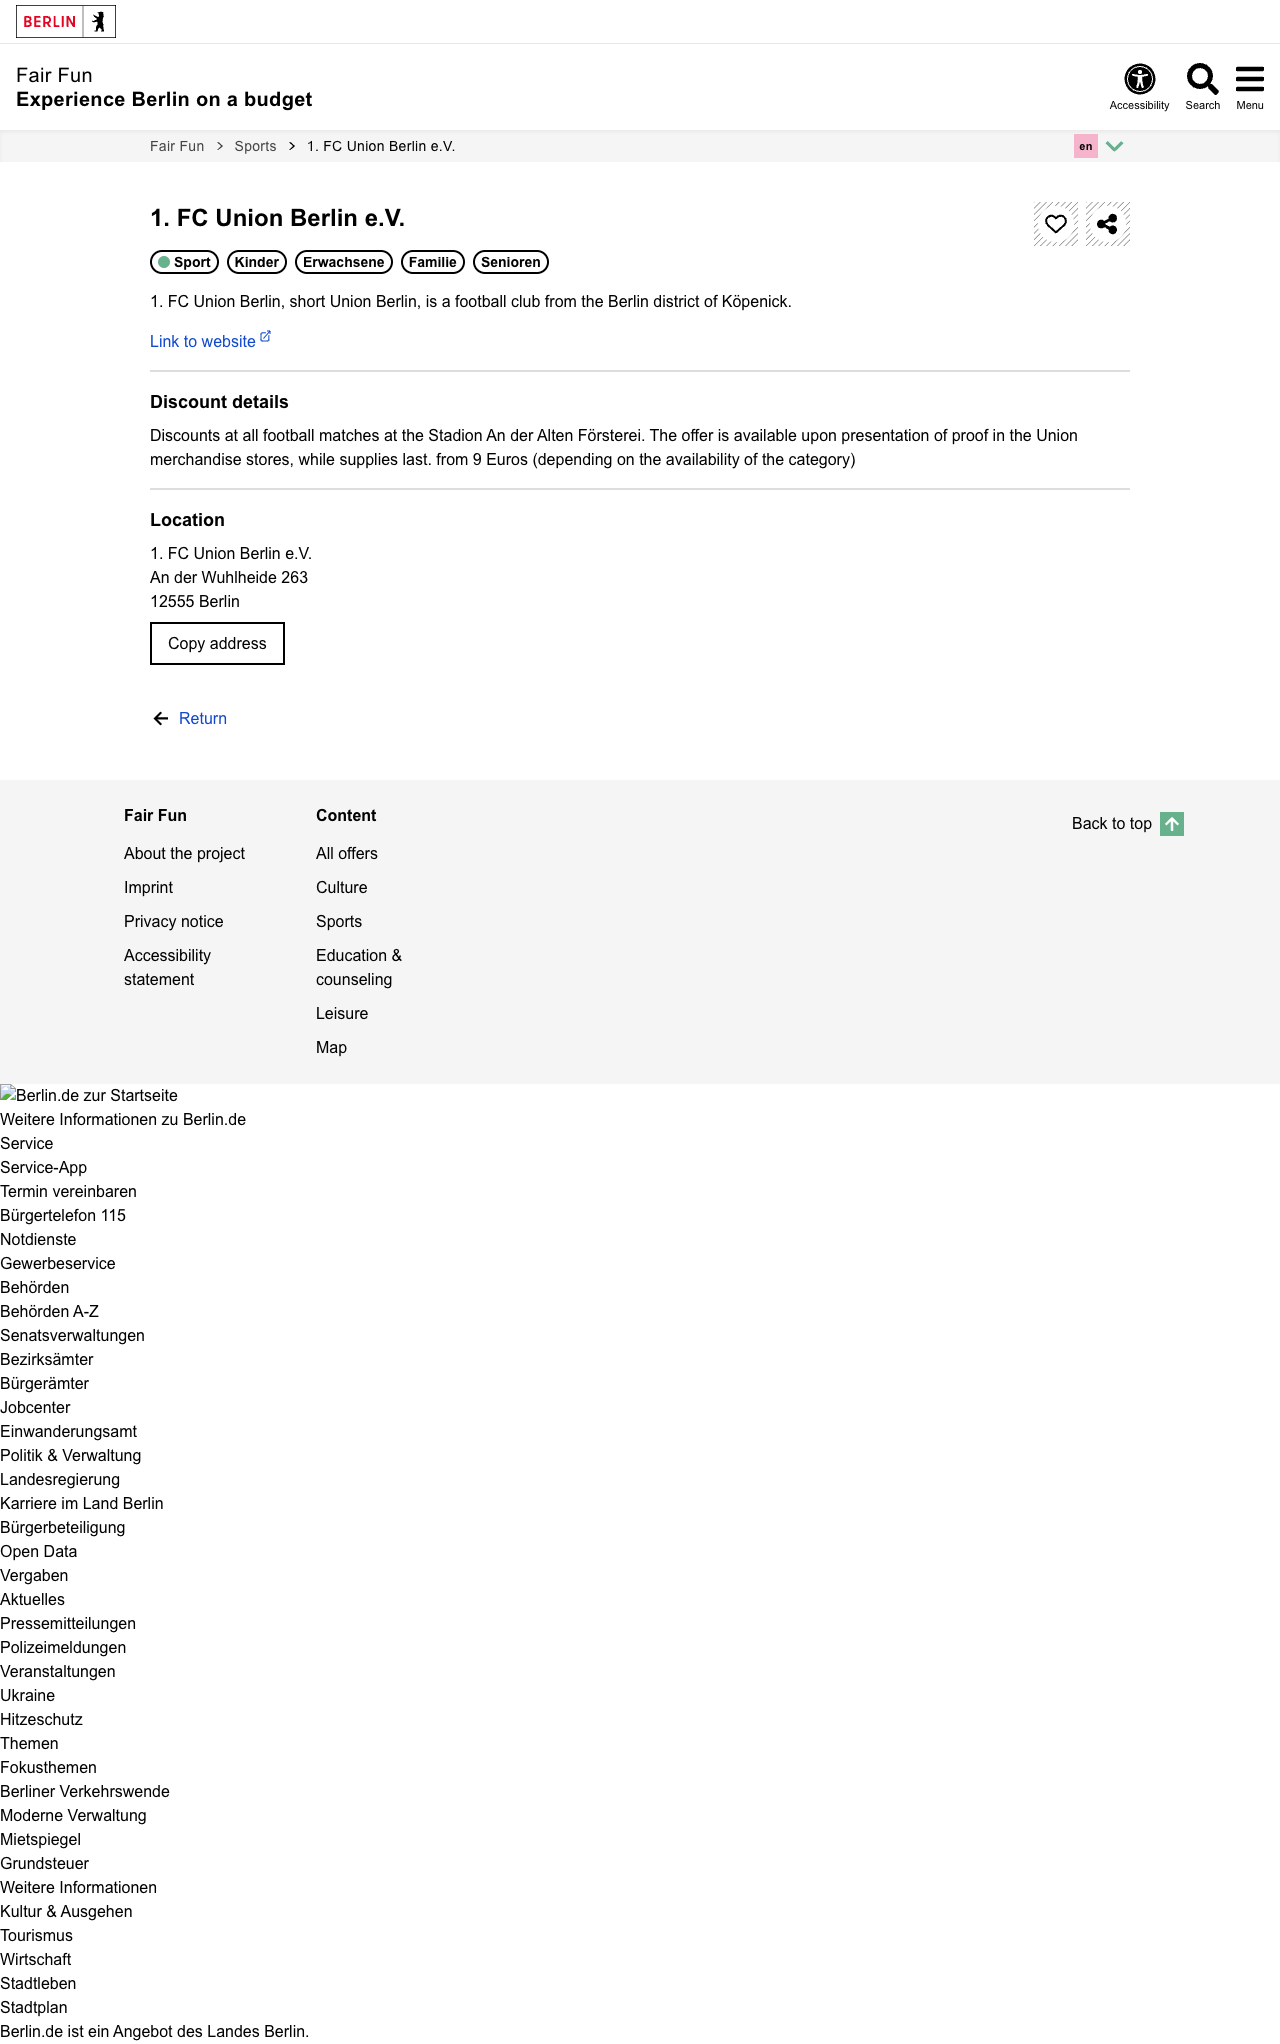 BERLIN
Fair Fun
Experience Berlin on a budget
Accessibility
Search
Menu
Fair Fun > Sports > 1. FC Union Berlin e.V.
en
1. FC Union Berlin e.V.
Sport Kinder Erwachsene Familie Senioren
1. FC Union Berlin, short Union Berlin, is a football club from the Berlin district of Köpenick.
Link to website
Discount details
Discounts at all football matches at the Stadion An der Alten Försterei. The offer is available upon presentation of proof in the Union
merchandise stores, while supplies last. from 9 Euros (depending on the availability of the category)
Location
1. FC Union Berlin e.V.
An der Wuhlheide 263
12555 Berlin
Copy address
Return
Fair Fun
About the project
Imprint
Privacy notice
Accessibility
statement
Content
All offers
Culture
Sports
Education &
counseling
Leisure
Map
Back to top
Berlin.de zur Startseite
Weitere Informationen zu Berlin.de
Service
Service-App
Termin vereinbaren
Bürgertelefon 115
Notdienste
Gewerbeservice
Behörden
Behörden A-Z
Senatsverwaltungen
Bezirksämter
Bürgerämter
Jobcenter
Einwanderungsamt
Politik & Verwaltung
Landesregierung
Karriere im Land Berlin
Bürgerbeteiligung
Open Data
Vergaben
Aktuelles
Pressemitteilungen
Polizeimeldungen
Veranstaltungen
Ukraine
Hitzeschutz
Themen
Fokusthemen
Berliner Verkehrswende
Moderne Verwaltung
Mietspiegel
Grundsteuer
Weitere Informationen
Kultur & Ausgehen
Tourismus
Wirtschaft
Stadtleben
Stadtplan
Berlin.de ist ein Angebot des Landes Berlin.